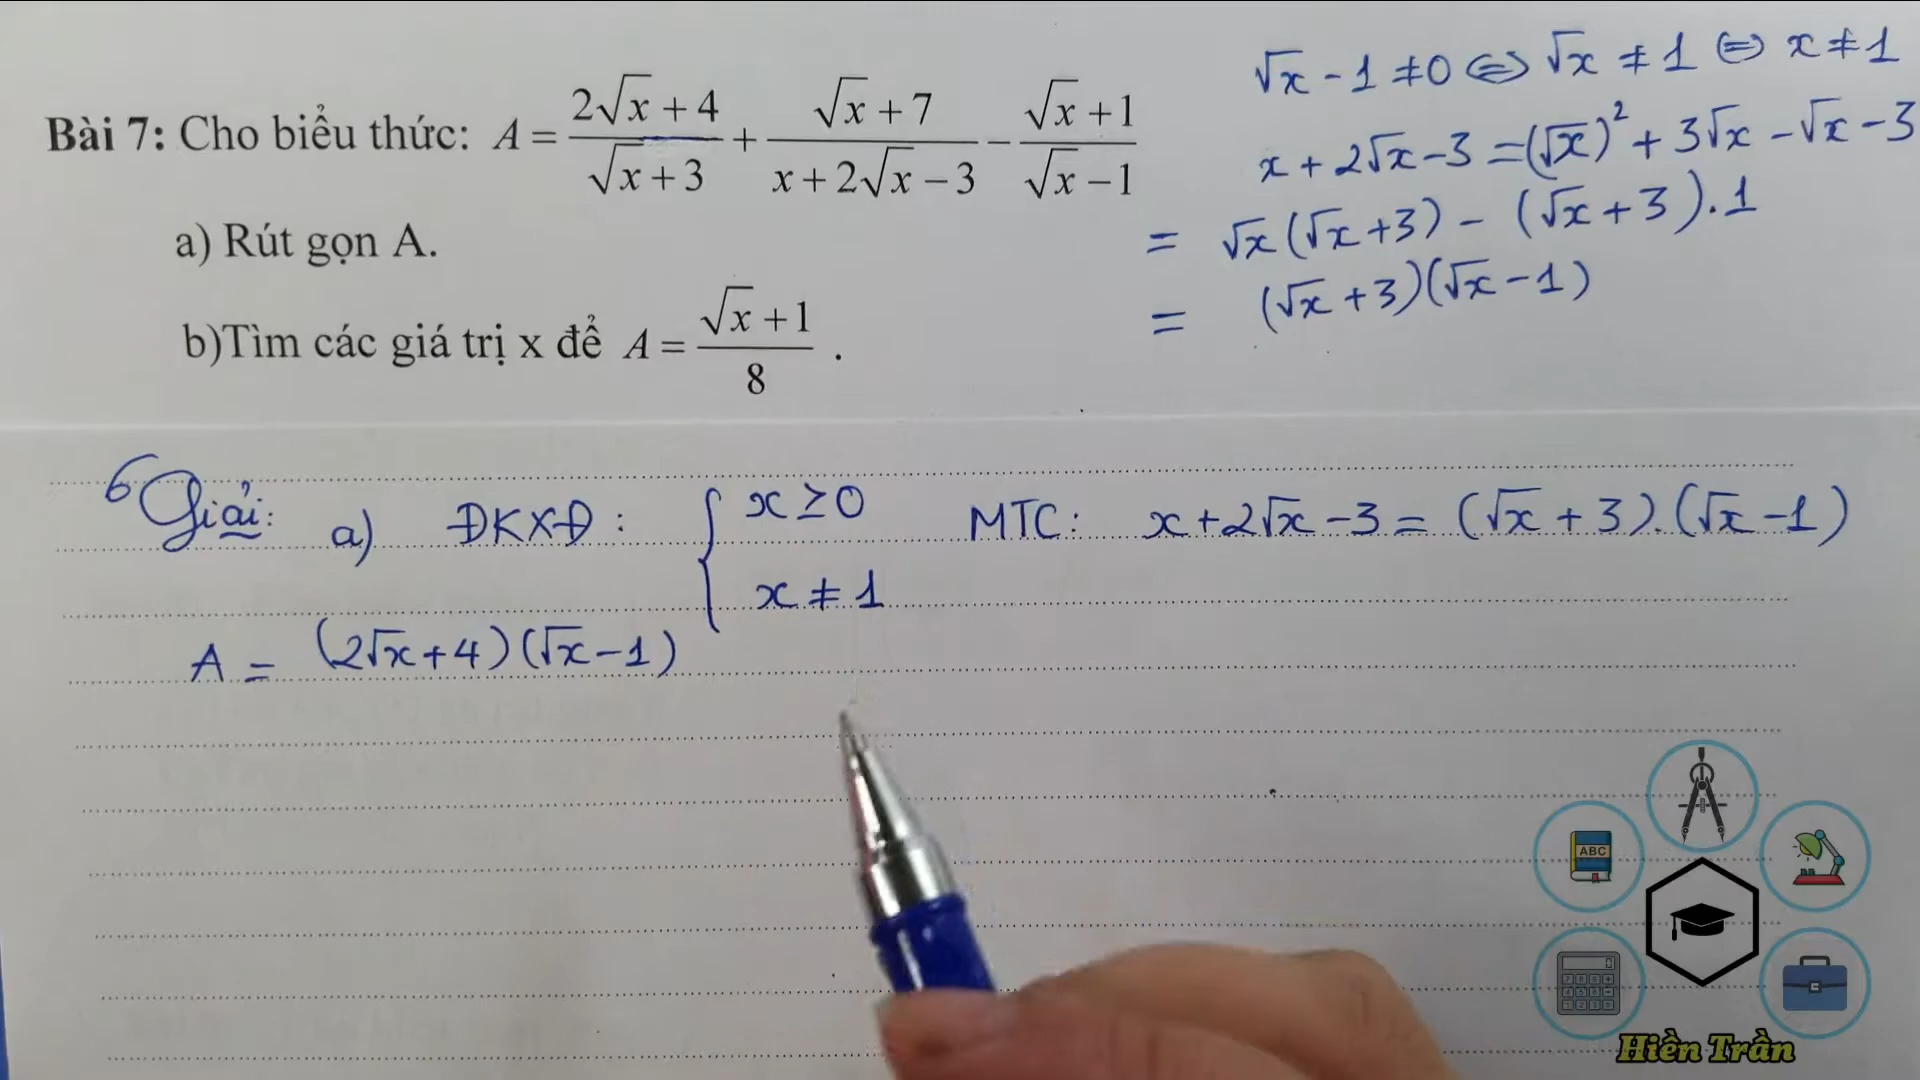 √x - 1 ≠ 0 ⇔ √x ≠ 1 ⇔ x ≠ 1
Bài 7: Cho biểu thức: A = (2√x + 4)/(√x + 3) + (√x + 7)/(x + 2√x − 3) − (√x + 1)/(√x − 1)
x + 2√x - 3 = (√x)² + 3√x - √x - 3
= √x(√x+3) - (√x+3).1
= (√x+3)(√x-1)
a) Rút gọn A.
b)Tìm các giá trị x để A = (√x + 1)/8 .
Giải: a) ĐKXĐ: { x ≥ 0
x ≠ 1
MTC: x+2√x-3 = (√x+3).(√x-1)
A = (2√x+4)(√x-1)
ABC
Hiền Trần